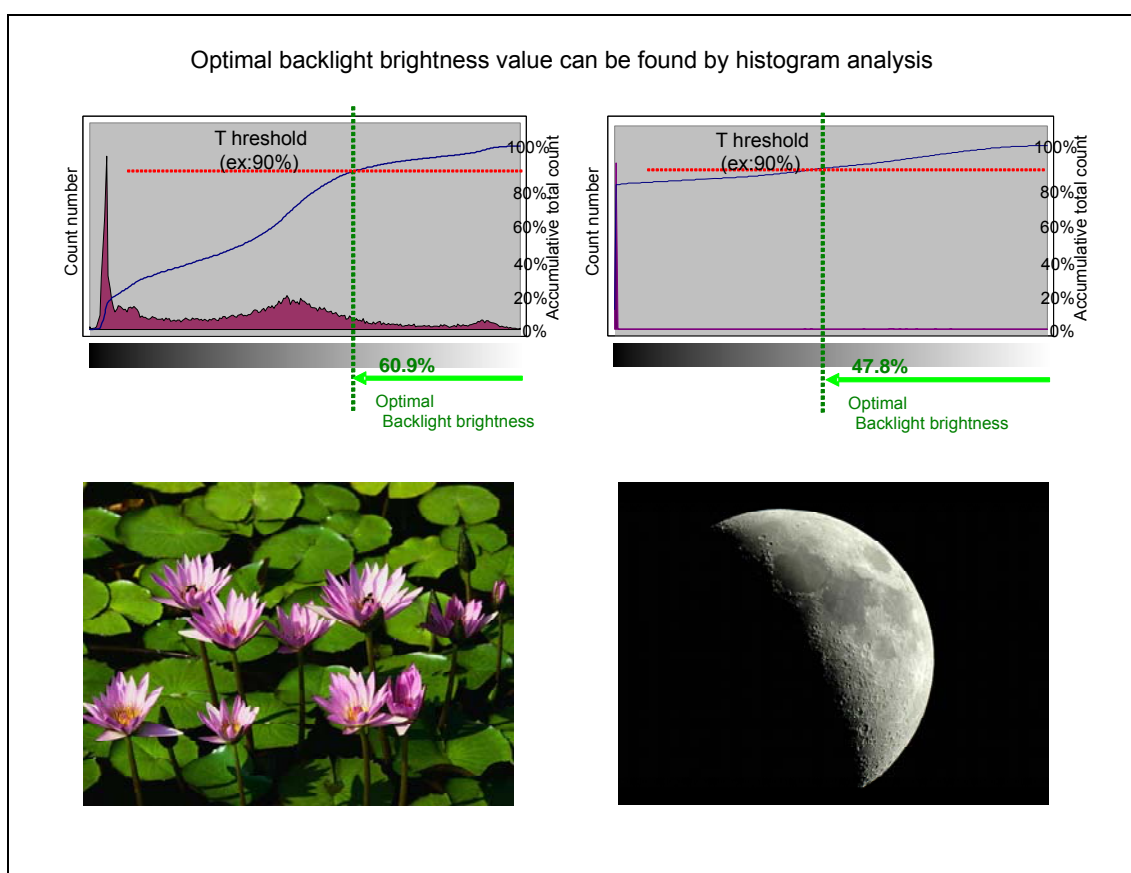 Optimal backlight brightness value can be found by histogram analysis
T hreshold
(ex:90%)
Count number
100%
80%
60%
40%
20%
0%
Accumulative total count
60.9%
Optimal
Backlight brightness
T hreshold
(ex:90%)
Count number
100%
80%
60%
40%
20%
0%
Accumulative total count
47.8%
Optimal
Backlight brightness